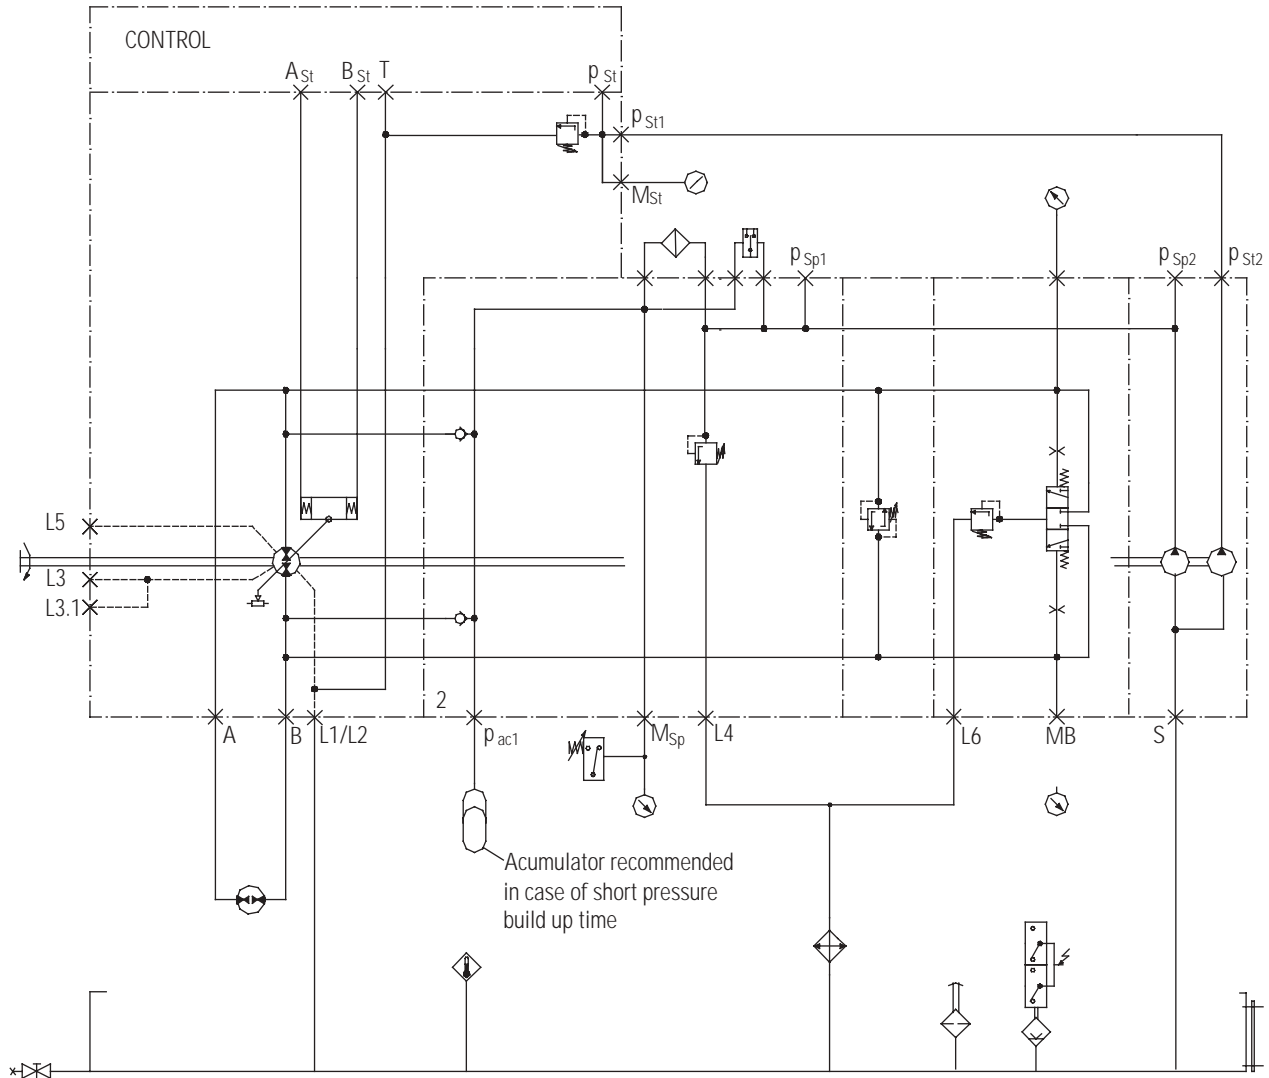 CONTROL
A St B St T p St
p St1
M St
p Sp1 p Sp2 p St2
L5
L3
L3.1
2
A B L1/L2 p ac1 M Sp L4 L6 MB S
Acumulator recommended
in case of short pressure
build up time